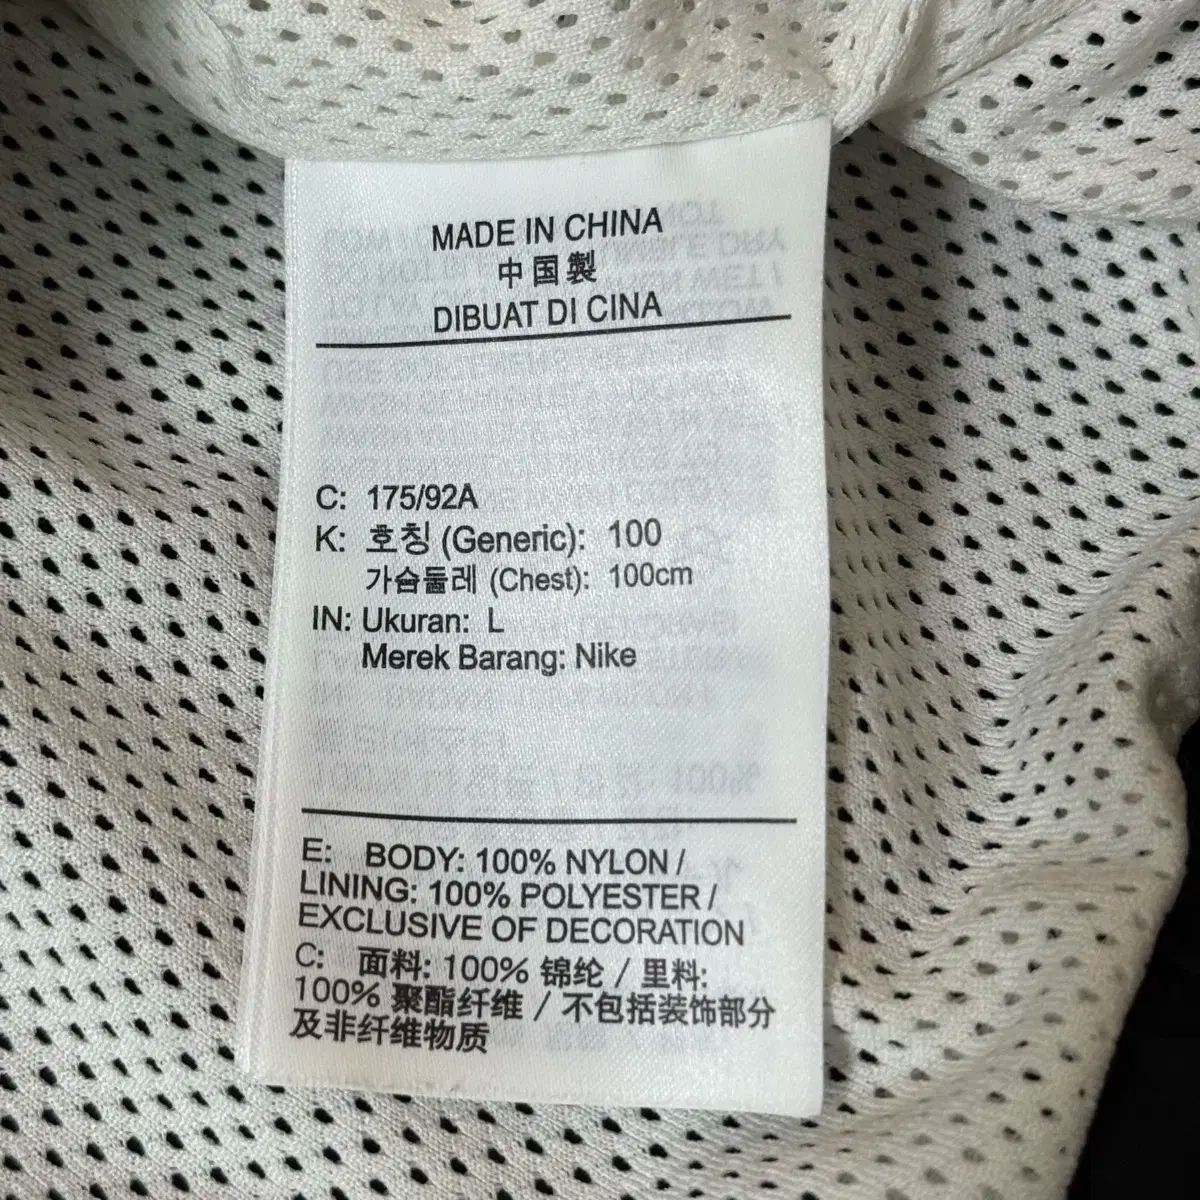 MADE IN CHINA
中国製
DIBUAT DI CINA
C: 175/92A
K: 호칭 (Generic): 100
가슴둘레 (Chest): 100cm
IN: Ukuran: L
Merek Barang: Nike
E: BODY: 100% NYLON /
LINING: 100% POLYESTER /
EXCLUSIVE OF DECORATION
C: 面料: 100% 锦纶 / 里料:
100% 聚酯纤维 / 不包括装饰部分
及非纤维物质